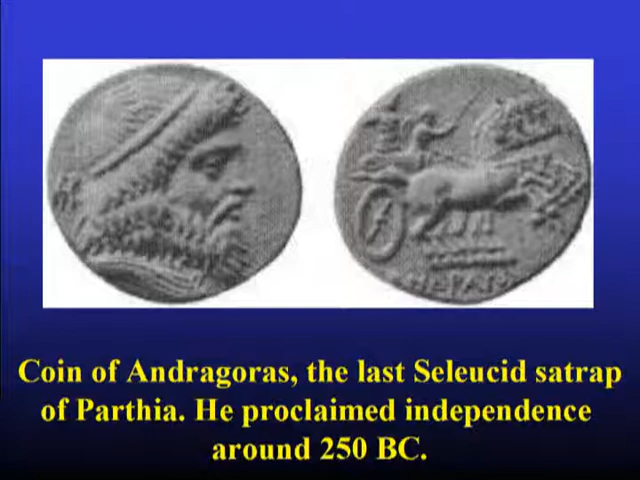 Coin of Andragoras, the last Seleucid satrap
of Parthia. He proclaimed independence
around 250 BC.